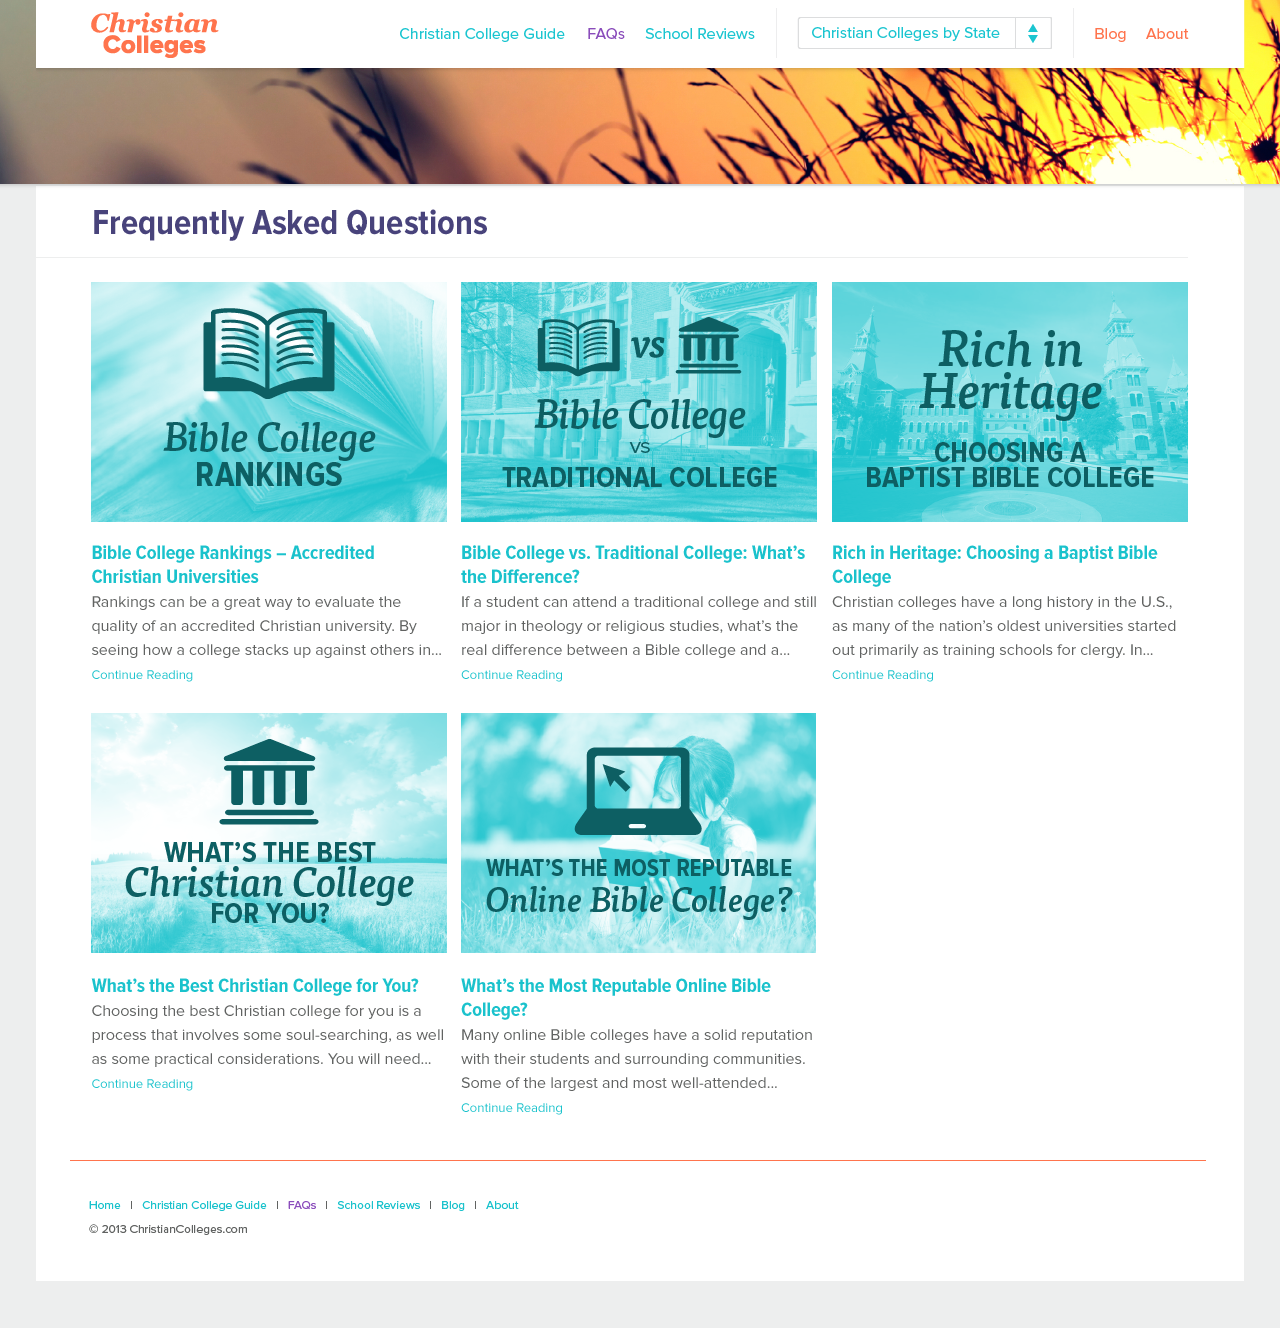 Christian
Colleges
Christian College Guide FAQs School Reviews Christian Colleges by State Blog About
Frequently Asked Questions
Bible College
RANKINGS
vs
Bible College
VS
TRADITIONAL COLLEGE
Rich in
Heritage
CHOOSING A
BAPTIST BIBLE COLLEGE
Bible College Rankings – Accredited
Christian Universities
Rankings can be a great way to evaluate the
quality of an accredited Christian university. By
seeing how a college stacks up against others in...
Continue Reading
Bible College vs. Traditional College: What’s
the Difference?
If a student can attend a traditional college and still
major in theology or religious studies, what’s the
real difference between a Bible college and a...
Continue Reading
Rich in Heritage: Choosing a Baptist Bible
College
Christian colleges have a long history in the U.S.,
as many of the nation’s oldest universities started
out primarily as training schools for clergy. In...
Continue Reading
WHAT’S THE BEST
Christian College
FOR YOU?
WHAT’S THE MOST REPUTABLE
Online Bible College?
What’s the Best Christian College for You?
Choosing the best Christian college for you is a
process that involves some soul-searching, as well
as some practical considerations. You will need...
Continue Reading
What’s the Most Reputable Online Bible
College?
Many online Bible colleges have a solid reputation
with their students and surrounding communities.
Some of the largest and most well-attended...
Continue Reading
Home | Christian College Guide | FAQs | School Reviews | Blog | About
© 2013 ChristianColleges.com